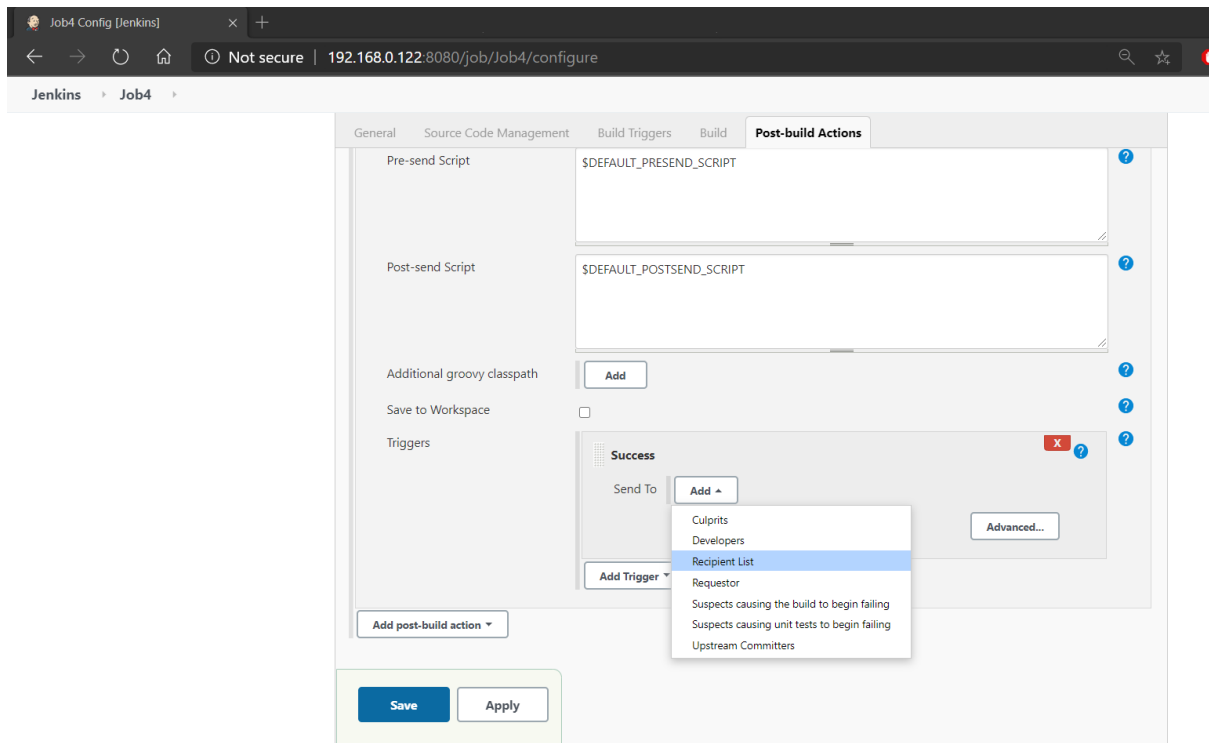 Job4 Config [Jenkins]
Not secure | 192.168.0.122:8080/job/Job4/configure
Jenkins Job4
General Source Code Management Build Triggers Build Post-build Actions
Pre-send Script $DEFAULT_PRESEND_SCRIPT
Post-send Script $DEFAULT_POSTSEND_SCRIPT
Additional groovy classpath Add
Save to Workspace
Triggers
X
Success
Send To Add
Culprits
Developers
Advanced...
Recipient List
Add Trigger
Requestor
Suspects causing the build to begin failing
Suspects causing unit tests to begin failing
Upstream Committers
Add post-build action
Save Apply